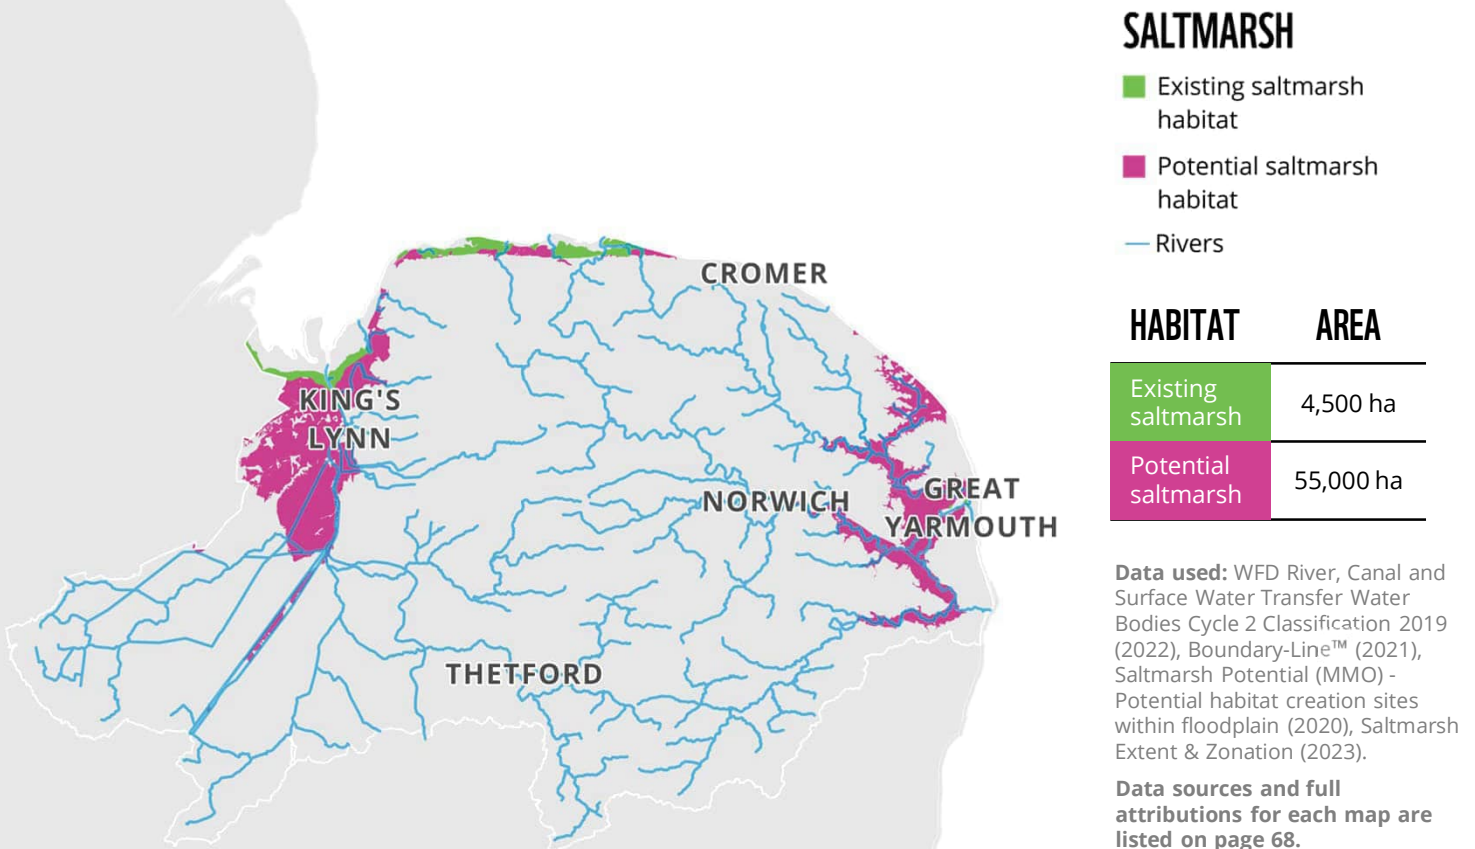 SALTMARSH
Existing saltmarsh
habitat
Potential saltmarsh
habitat
Rivers
CROMER
KING'S
LYNN
NORWICH
GREAT
YARMOUTH
THETFORD
HABITAT AREA
Existing
saltmarsh
4,500 ha
Potential
saltmarsh
55,000 ha
Data used: WFD River, Canal and
Surface Water Transfer Water
Bodies Cycle 2 Classification 2019
(2022), Boundary-Line™ (2021),
Saltmarsh Potential (MMO) -
Potential habitat creation sites
within floodplain (2020), Saltmarsh
Extent & Zonation (2023).
Data sources and full
attributions for each map are
listed on page 68.